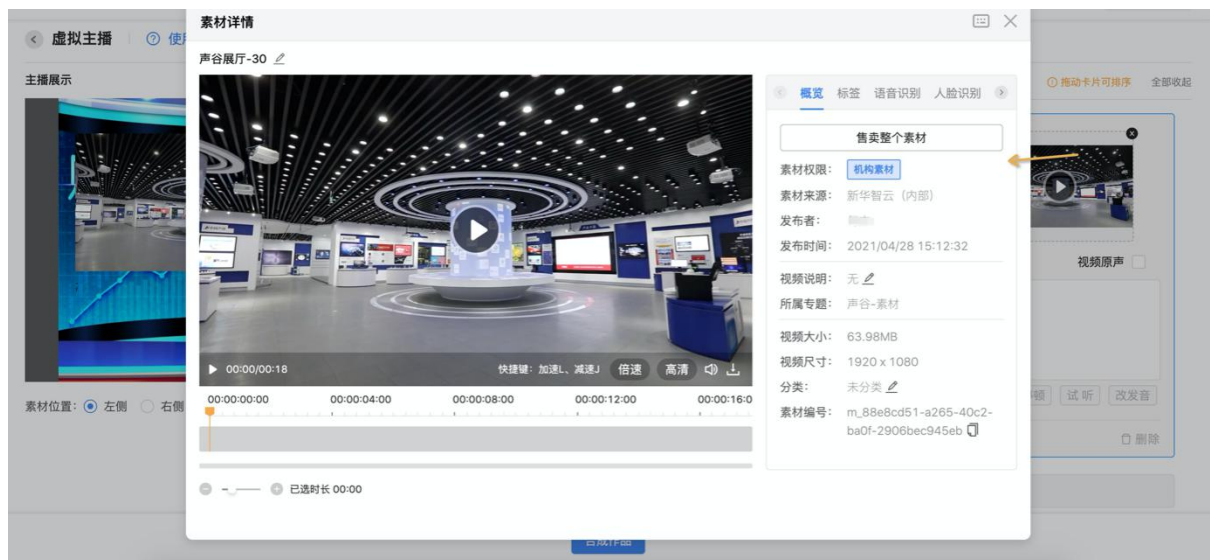 素材详情
虚拟主播
声谷展厅-30
主播展示
拖动卡片可排序 全部收起
概览 标签 语音识别 人脸识别
售卖整个素材
素材权限： 机构素材
素材来源： 新华智云（内部）
发布者：
发布时间： 2021/04/28 15:12:32
视频原声
视频说明： 无
所属专题： 声谷-素材
视频大小： 63.98MB
视频尺寸： 1920 x 1080
00:00/00:18 快捷键：加速L、减速J 倍速 高清
分类： 未分类
素材位置： 左侧 右侧
00:00:00:00 00:00:04:00 00:00:08:00 00:00:12:00 00:00:16:0
试听 改发音
素材编号： m_88e8cd51-a265-40c2-
ba0f-2906bec945eb
删除
已选时长 00:00
合成作品